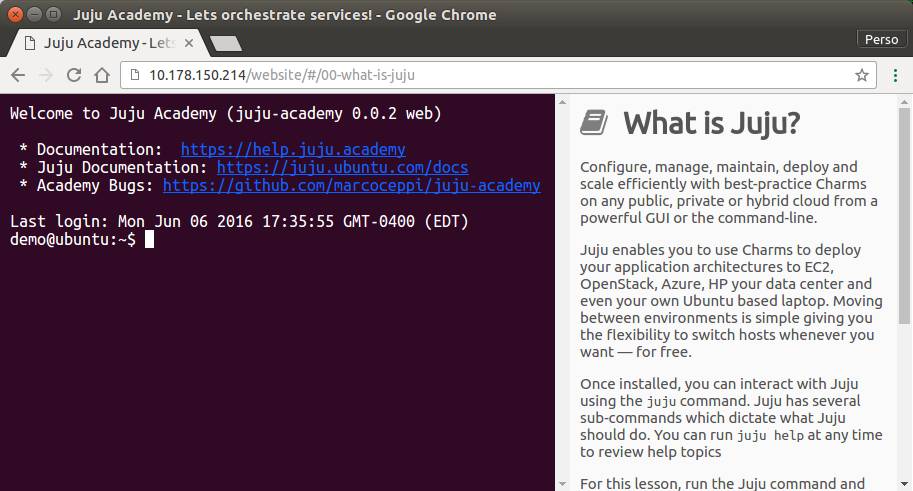 Juju Academy - Lets orchestrate services! - Google Chrome
Juju Academy - Lets
Perso
10.178.150.214/website/#/00-what-is-juju
Welcome to Juju Academy (juju-academy 0.0.2 web)
* Documentation: https://help.juju.academy
* Juju Documentation: https://juju.ubuntu.com/docs
* Academy Bugs: https://github.com/marcoceppi/juju-academy
Last login: Mon Jun 06 2016 17:35:55 GMT-0400 (EDT)
demo@ubuntu:~$
What is Juju?
Configure, manage, maintain, deploy and
scale efficiently with best-practice Charms
on any public, private or hybrid cloud from a
powerful GUI or the command-line.
Juju enables you to use Charms to deploy
your application architectures to EC2,
OpenStack, Azure, HP your data center and
even your own Ubuntu based laptop. Moving
between environments is simple giving you
the flexibility to switch hosts whenever you
want — for free.
Once installed, you can interact with Juju
using the juju command. Juju has several
sub-commands which dictate what Juju
should do. You can run juju help at any time
to review help topics
For this lesson, run the Juju command and